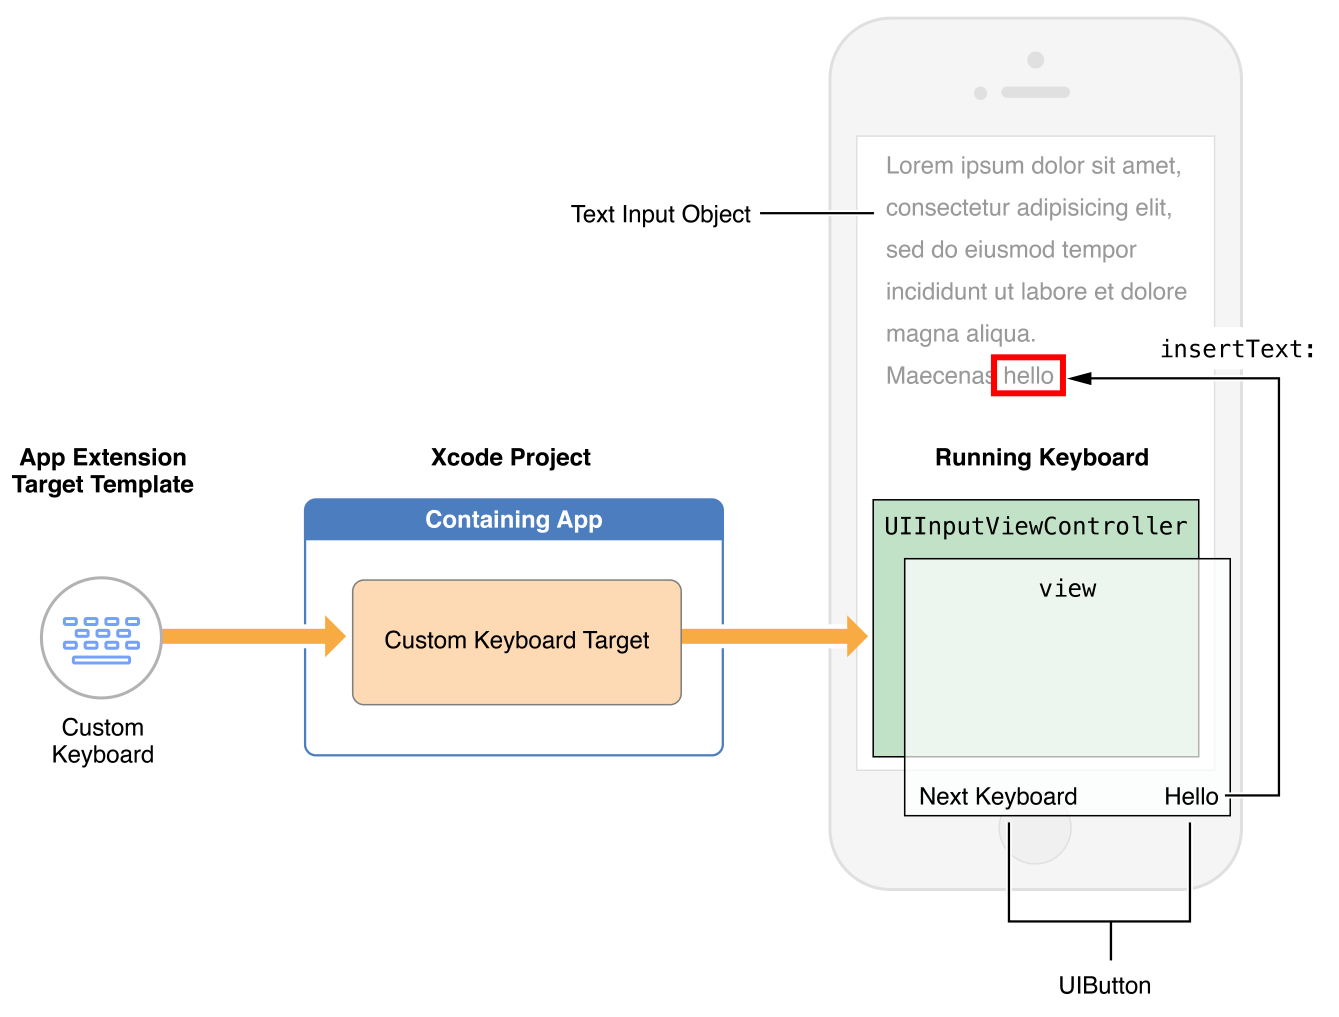 Lorem ipsum dolor sit amet,
consectetur adipisicing elit,
sed do eiusmod tempor
incididunt ut labore et dolore
magna aliqua.
Maecenas hello
Text Input Object
insertText:
App Extension
Target Template
Custom
Keyboard
Xcode Project
Containing App
Custom Keyboard Target
Running Keyboard
UIInputViewController
view
Next Keyboard
Hello
UIButton